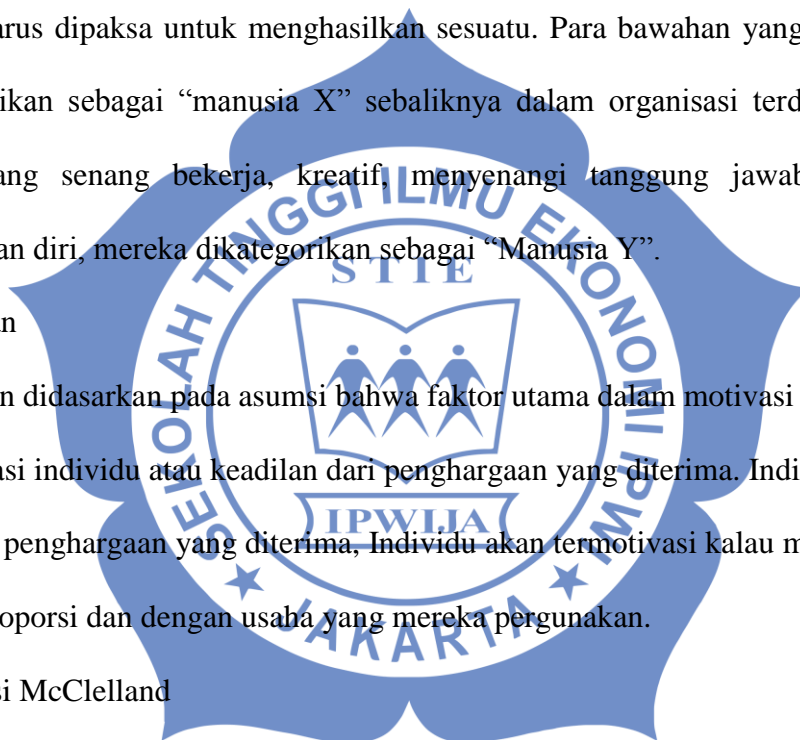 arus dipaksa untuk menghasilkan sesuatu. Para bawahan yang
ikan sebagai “manusia X” sebaliknya dalam organisasi terd
ang senang bekerja, kreatif, menyenangi tanggung jawab
an diri, mereka dikategorikan sebagai “Manusia Y”.
an
n didasarkan pada asumsi bahwa faktor utama dalam motivasi
asi individu atau keadilan dari penghargaan yang diterima. Indi
penghargaan yang diterima, Individu akan termotivasi kalau m
oporsi dan dengan usaha yang mereka pergunakan.
si McClelland
SEKOLAH TINGGI ILMU EKONOMI IPWI
STIE
IPWIJA
★ JAKARTA ★